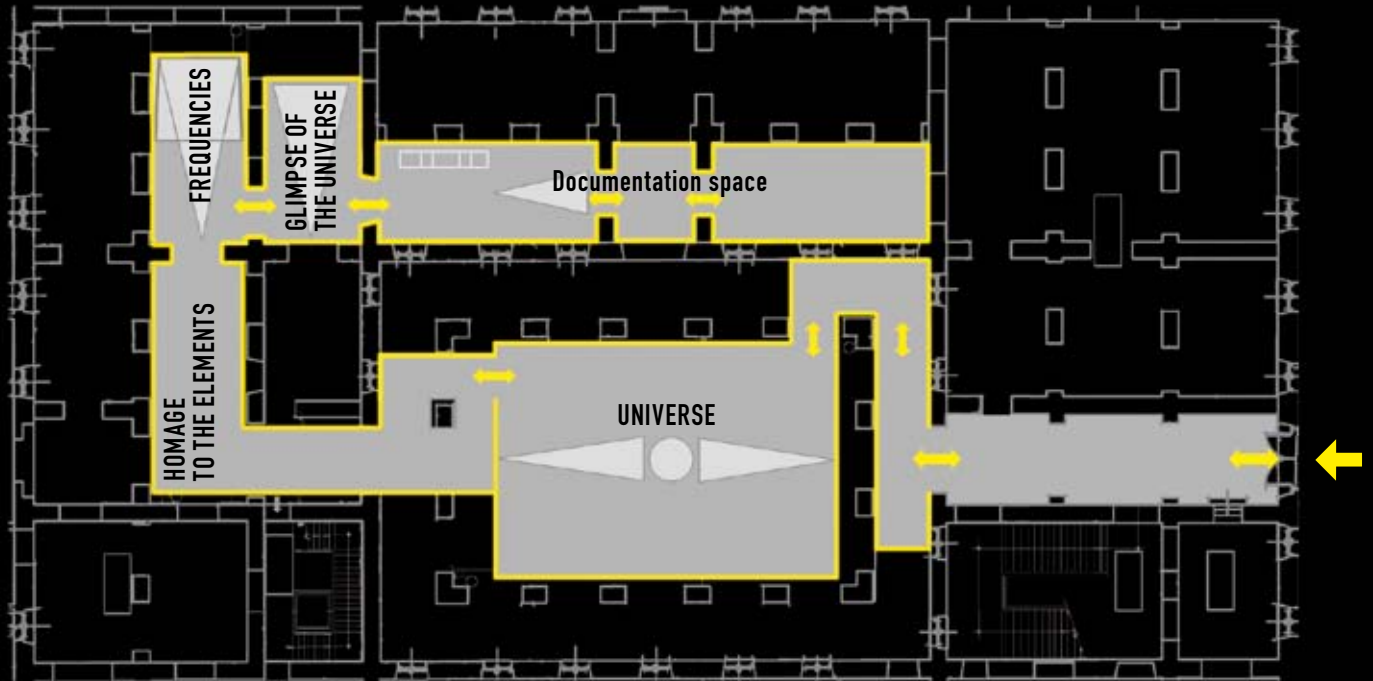 FREQUENCIES
GLIMPSE OF
THE UNIVERSE
Documentation space
HOMAGE
TO THE ELEMENTS
UNIVERSE